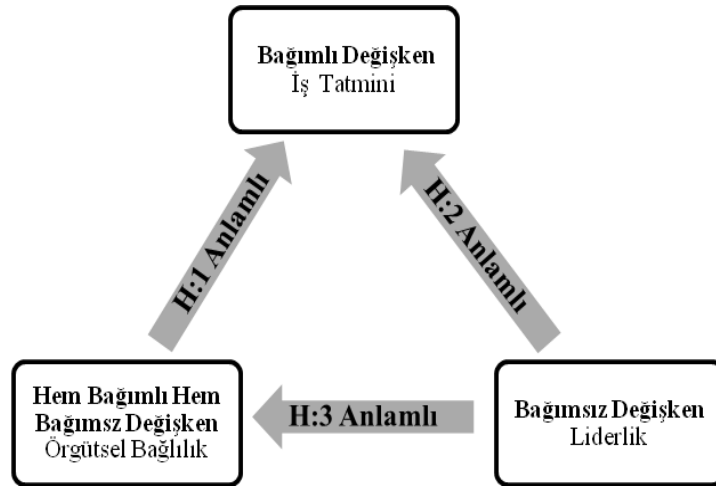 Bağımlı Değişken
İş Tatmini
H:1 Anlamlı
H:2 Anlamlı
Hem Bağımlı Hem
Bağımsz Değişken
Örgütsel Bağlılık
H:3 Anlamlı
Bağımsız Değişken
Liderlik